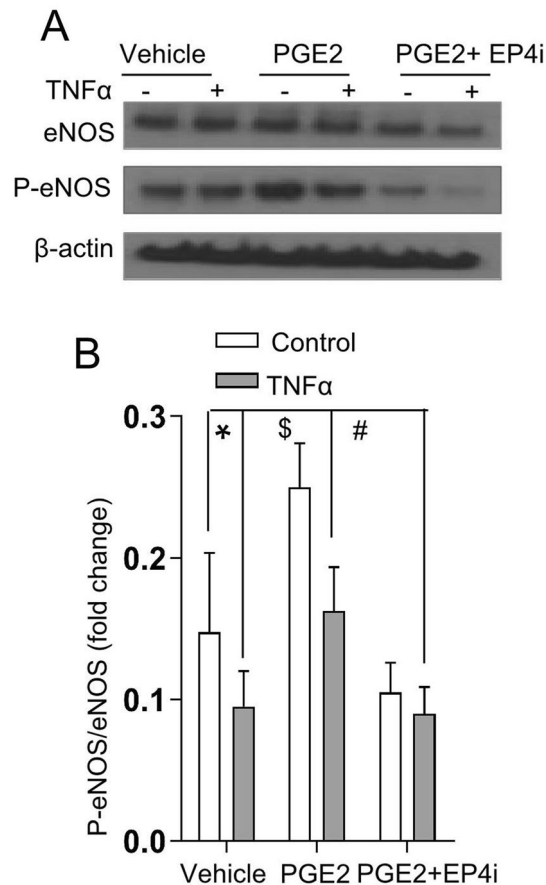 A
Vehicle PGE2 PGE2+ EP4i
TNFα - + - + - +
eNOS
P-eNOS
β-actin
B
Control
TNFα
0.3
* $ #
0.2
0.1
0.0
P-eNOS/eNOS (fold change)
Vehicle PGE2 PGE2+EP4i